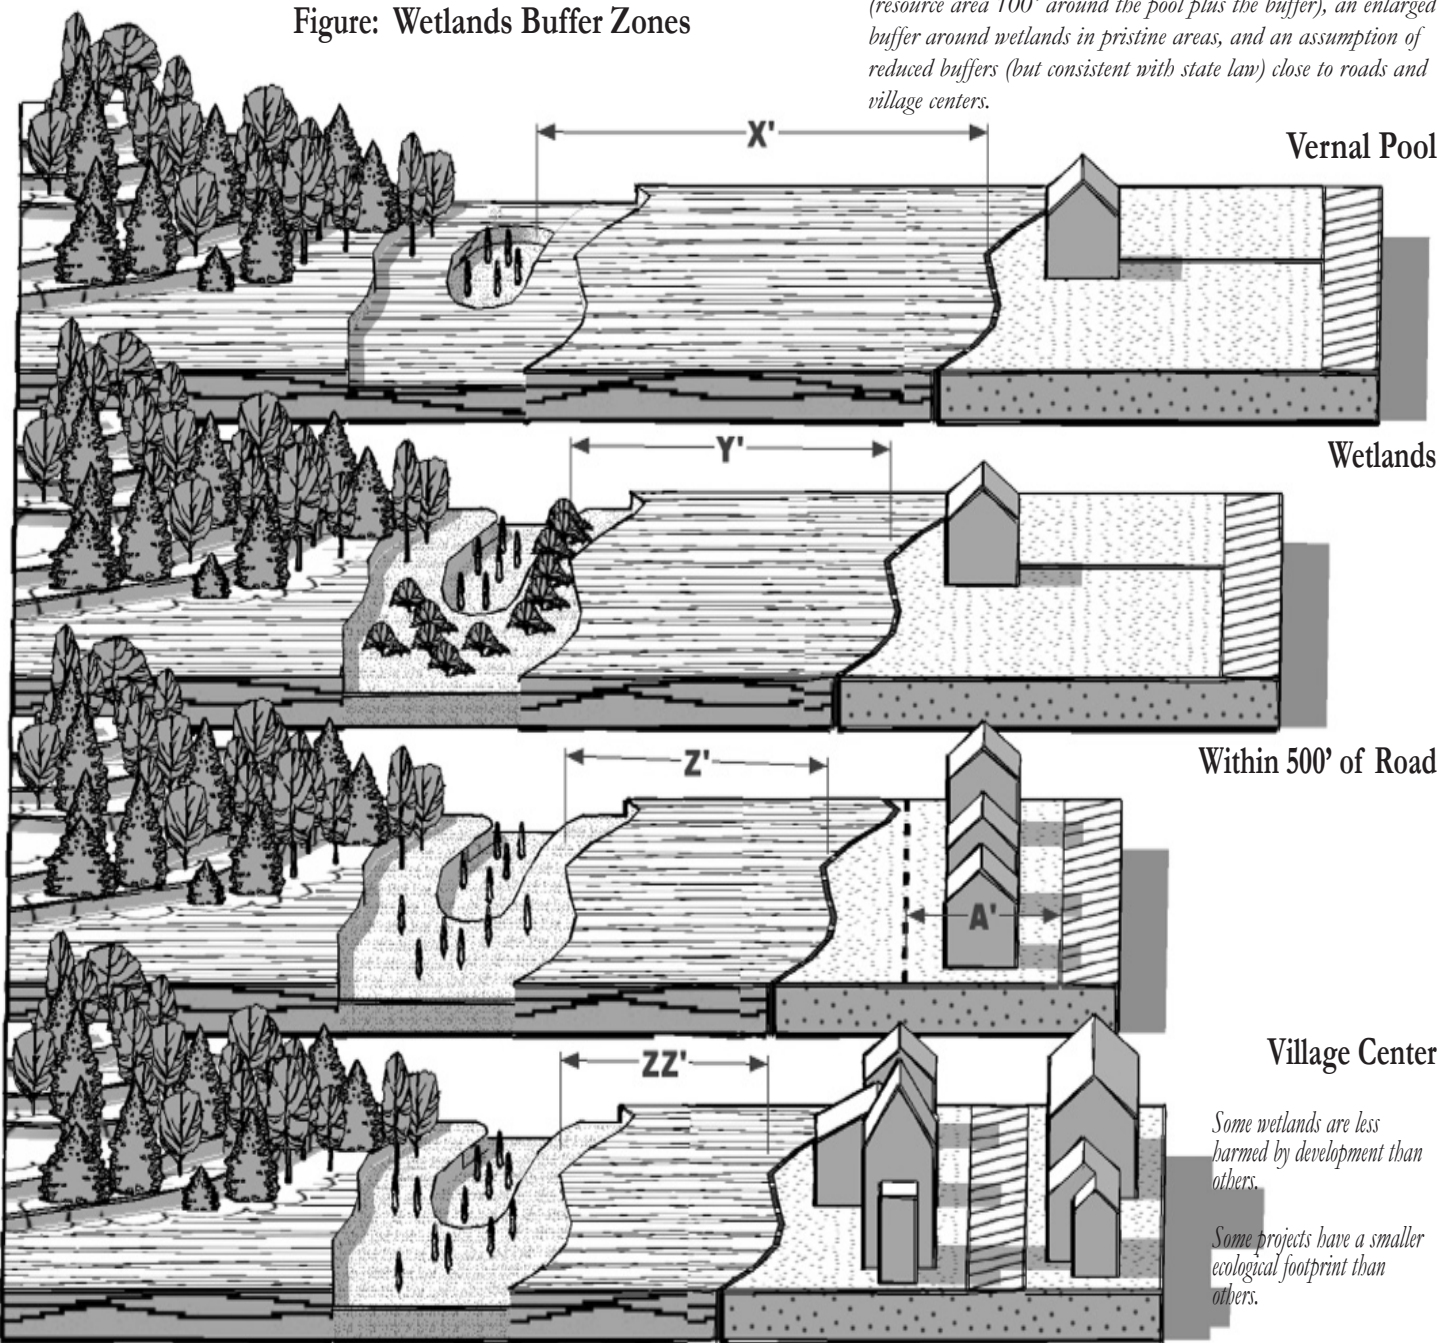 Figure: Wetlands Buffer Zones
(resource area 100' around the pool plus the buffer), an enlarged
buffer around wetlands in pristine areas, and an assumption of
reduced buffers (but consistent with state law) close to roads and
village centers.
X'
Vernal Pool
Y'
Wetlands
Z'
Within 500’ of Road
A'
ZZ'
Village Center
Some wetlands are less
harmed by development than
others.
Some projects have a smaller
ecological footprint than
others.